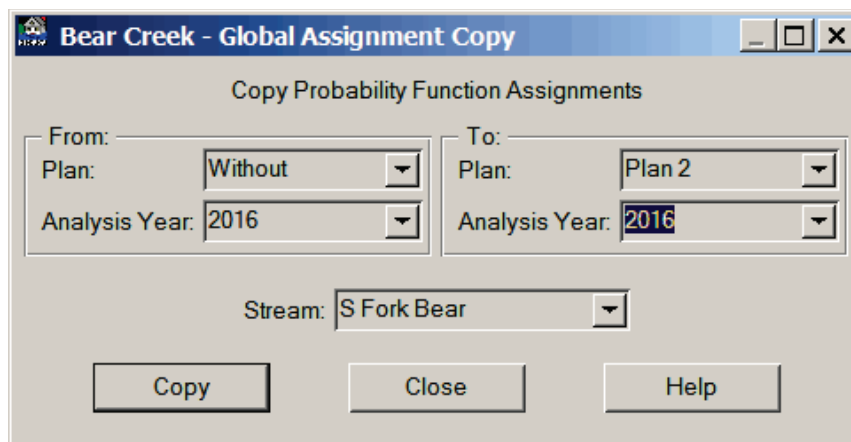 Bear Creek - Global Assignment Copy
Copy Probability Function Assignments
From:
Plan: Without
Analysis Year: 2016
To:
Plan: Plan 2
Analysis Year: 2016
Stream: S Fork Bear
Copy Close Help